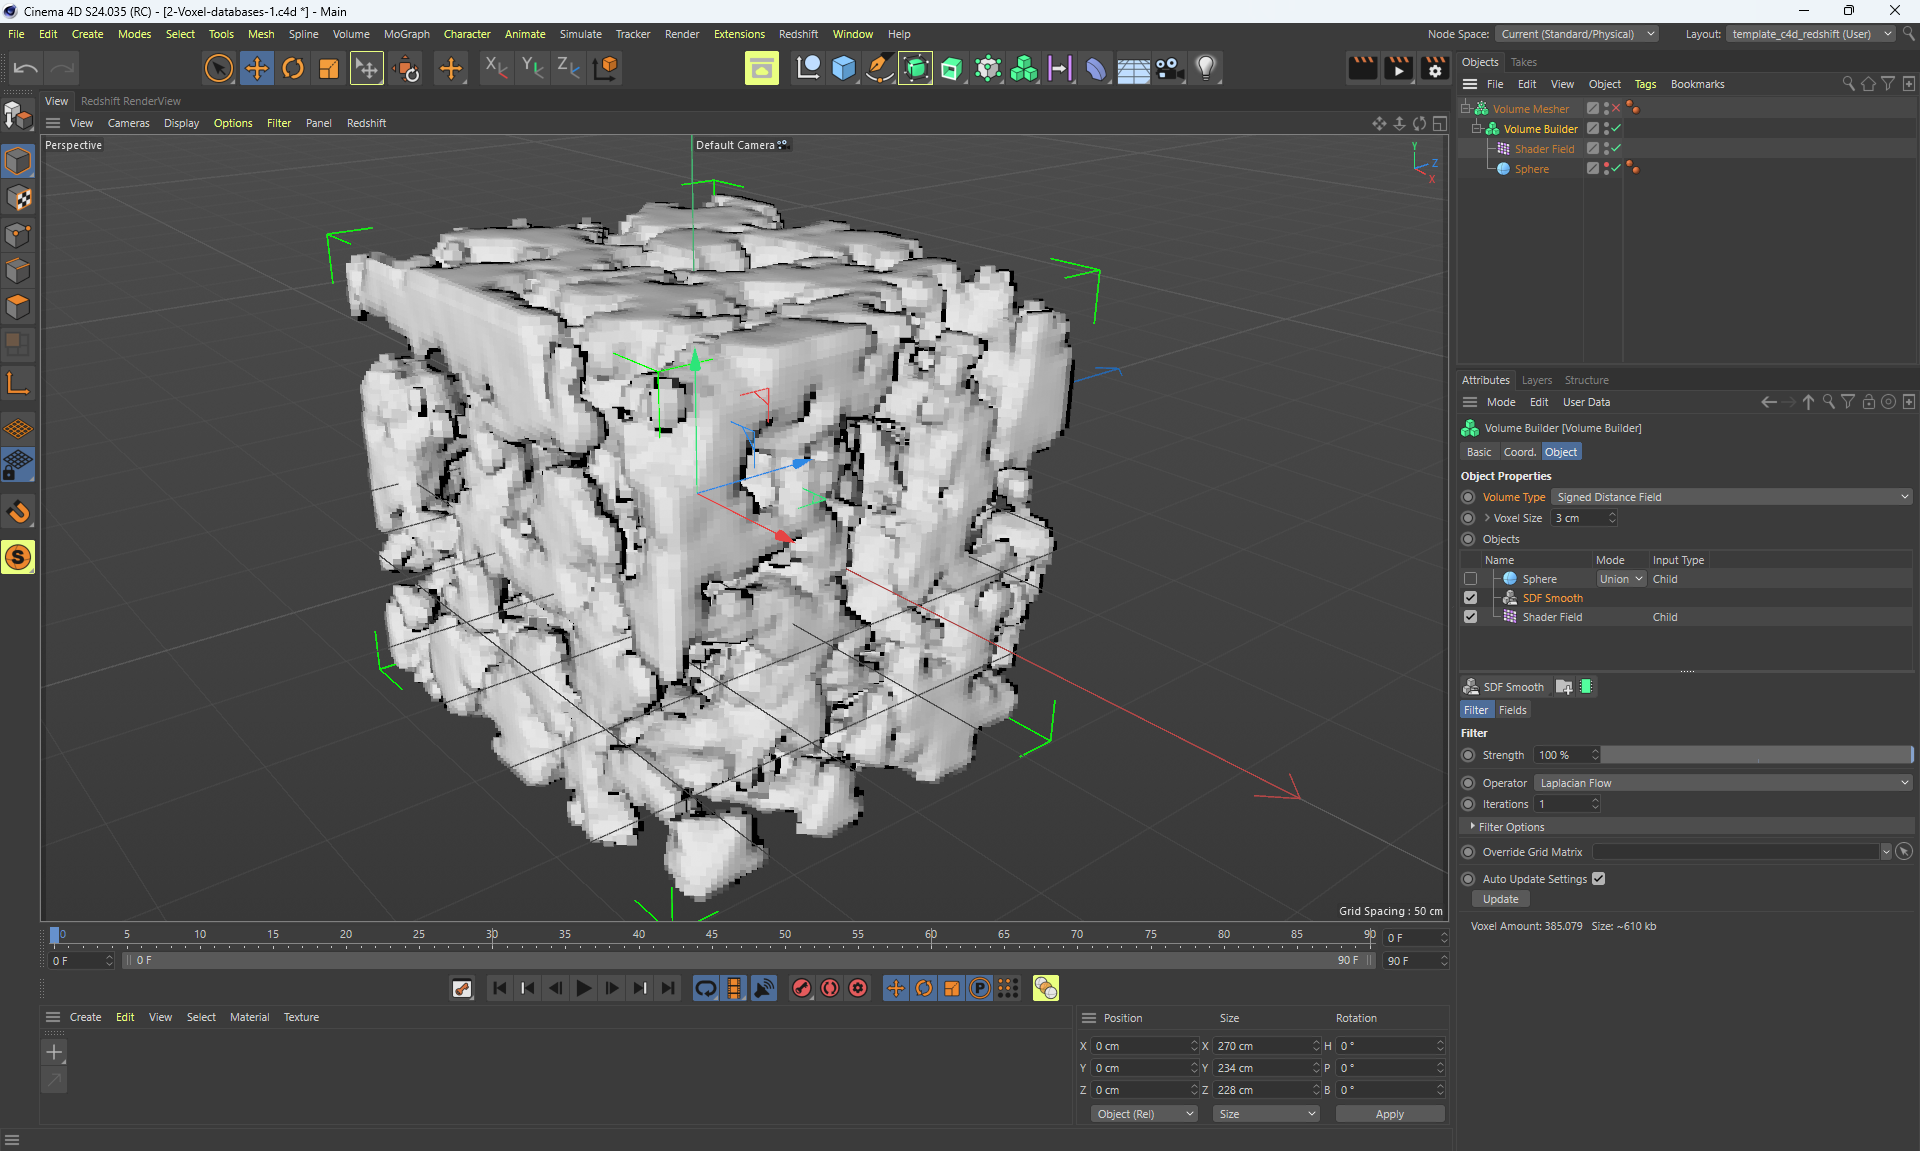 Cinema 4D S24.035 (RC) - [2-Voxel-databases-1.c4d *] - Main
File Edit Create Modes Select Tools Mesh Spline Volume MoGraph Character Animate Simulate Tracker Render Extensions Redshift Window Help
Node Space: Current (Standard/Physical) Layout: template_c4d_redshift (User)
X Y Z
Objects Takes
File Edit View Object Tags Bookmarks
View Redshift RenderView
View Cameras Display Options Filter Panel Redshift
Perspective
Default Camera
Y
Z
X
Volume Mesher
Volume Builder
Shader Field
Sphere
Attributes Layers Structure
Mode Edit User Data
Volume Builder [Volume Builder]
Basic Coord. Object
Object Properties
Volume Type Signed Distance Field
Voxel Size 3 cm
Objects
Name Mode Input Type
Sphere Union Child
SDF Smooth
Shader Field Child
S
SDF Smooth
Filter Fields
Filter
Strength 100 %
Operator Laplacian Flow
Iterations 1
Filter Options
Override Grid Matrix
Auto Update Settings
Update
Voxel Amount: 385.079 Size: ~610 kb
Grid Spacing : 50 cm
0 5 10 15 20 25 30 35 40 45 50 55 60 65 70 75 80 85 90 0 F
0 F 0 F 90 F 90 F
P
Create Edit View Select Material Texture
Position Size Rotation
X 0 cm X 270 cm H 0 °
Y 0 cm Y 234 cm P 0 °
Z 0 cm Z 228 cm B 0 °
Object (Rel) Size Apply